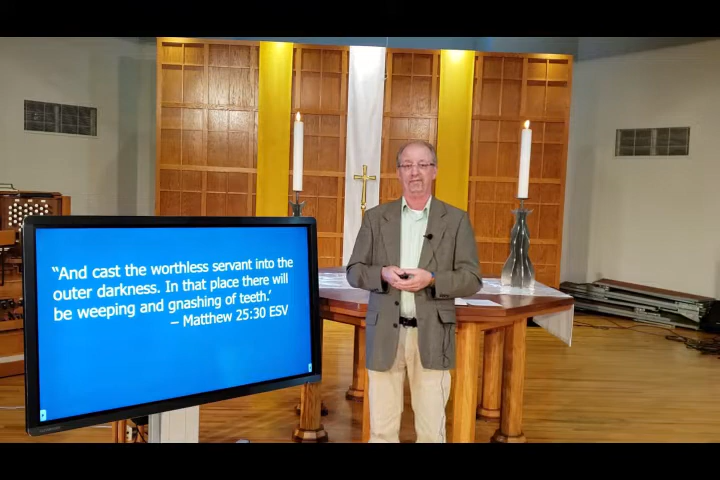 “And cast the worthless servant into the
outer darkness. In that place there will
be weeping and gnashing of teeth.’
– Matthew 25:30 ESV